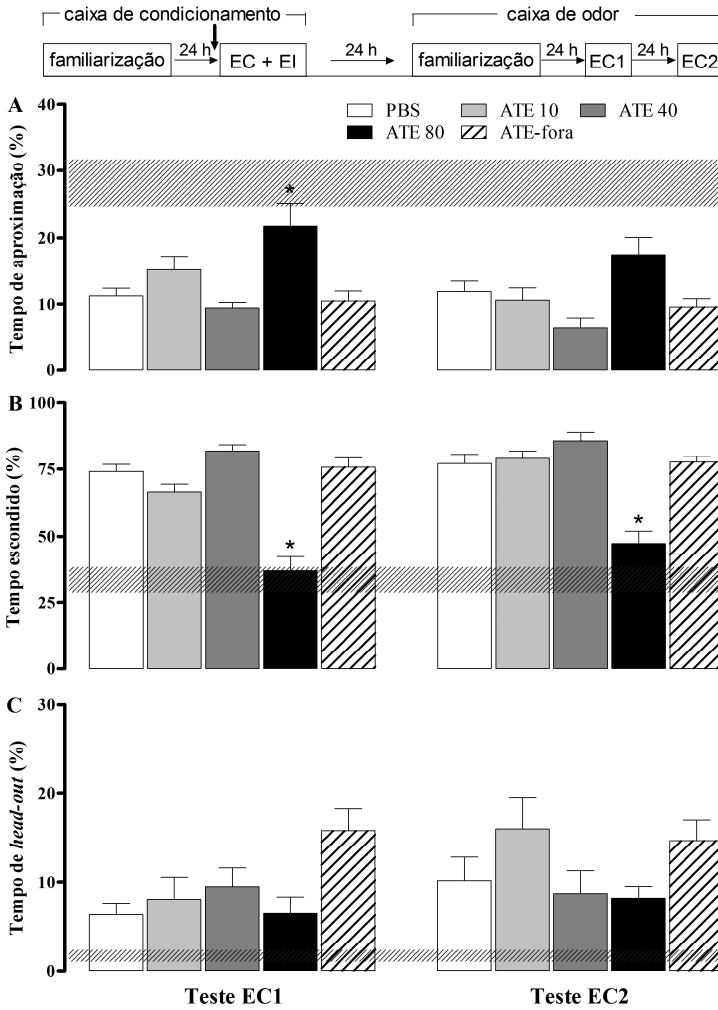 caixa de condicionamento caixa de odor
familiarização 24 h EC + EI 24 h familiarização 24 h EC1 24 h EC2
A
Tempo de aproximação (%)
40
30
20
10
0
PBS ATE 10 ATE 40
ATE 80 ATE-fora
*
B
Tempo escondido (%)
100
75
50
25
0
* *
C
Tempo de head-out (%)
30
20
10
0
Teste EC1 Teste EC2